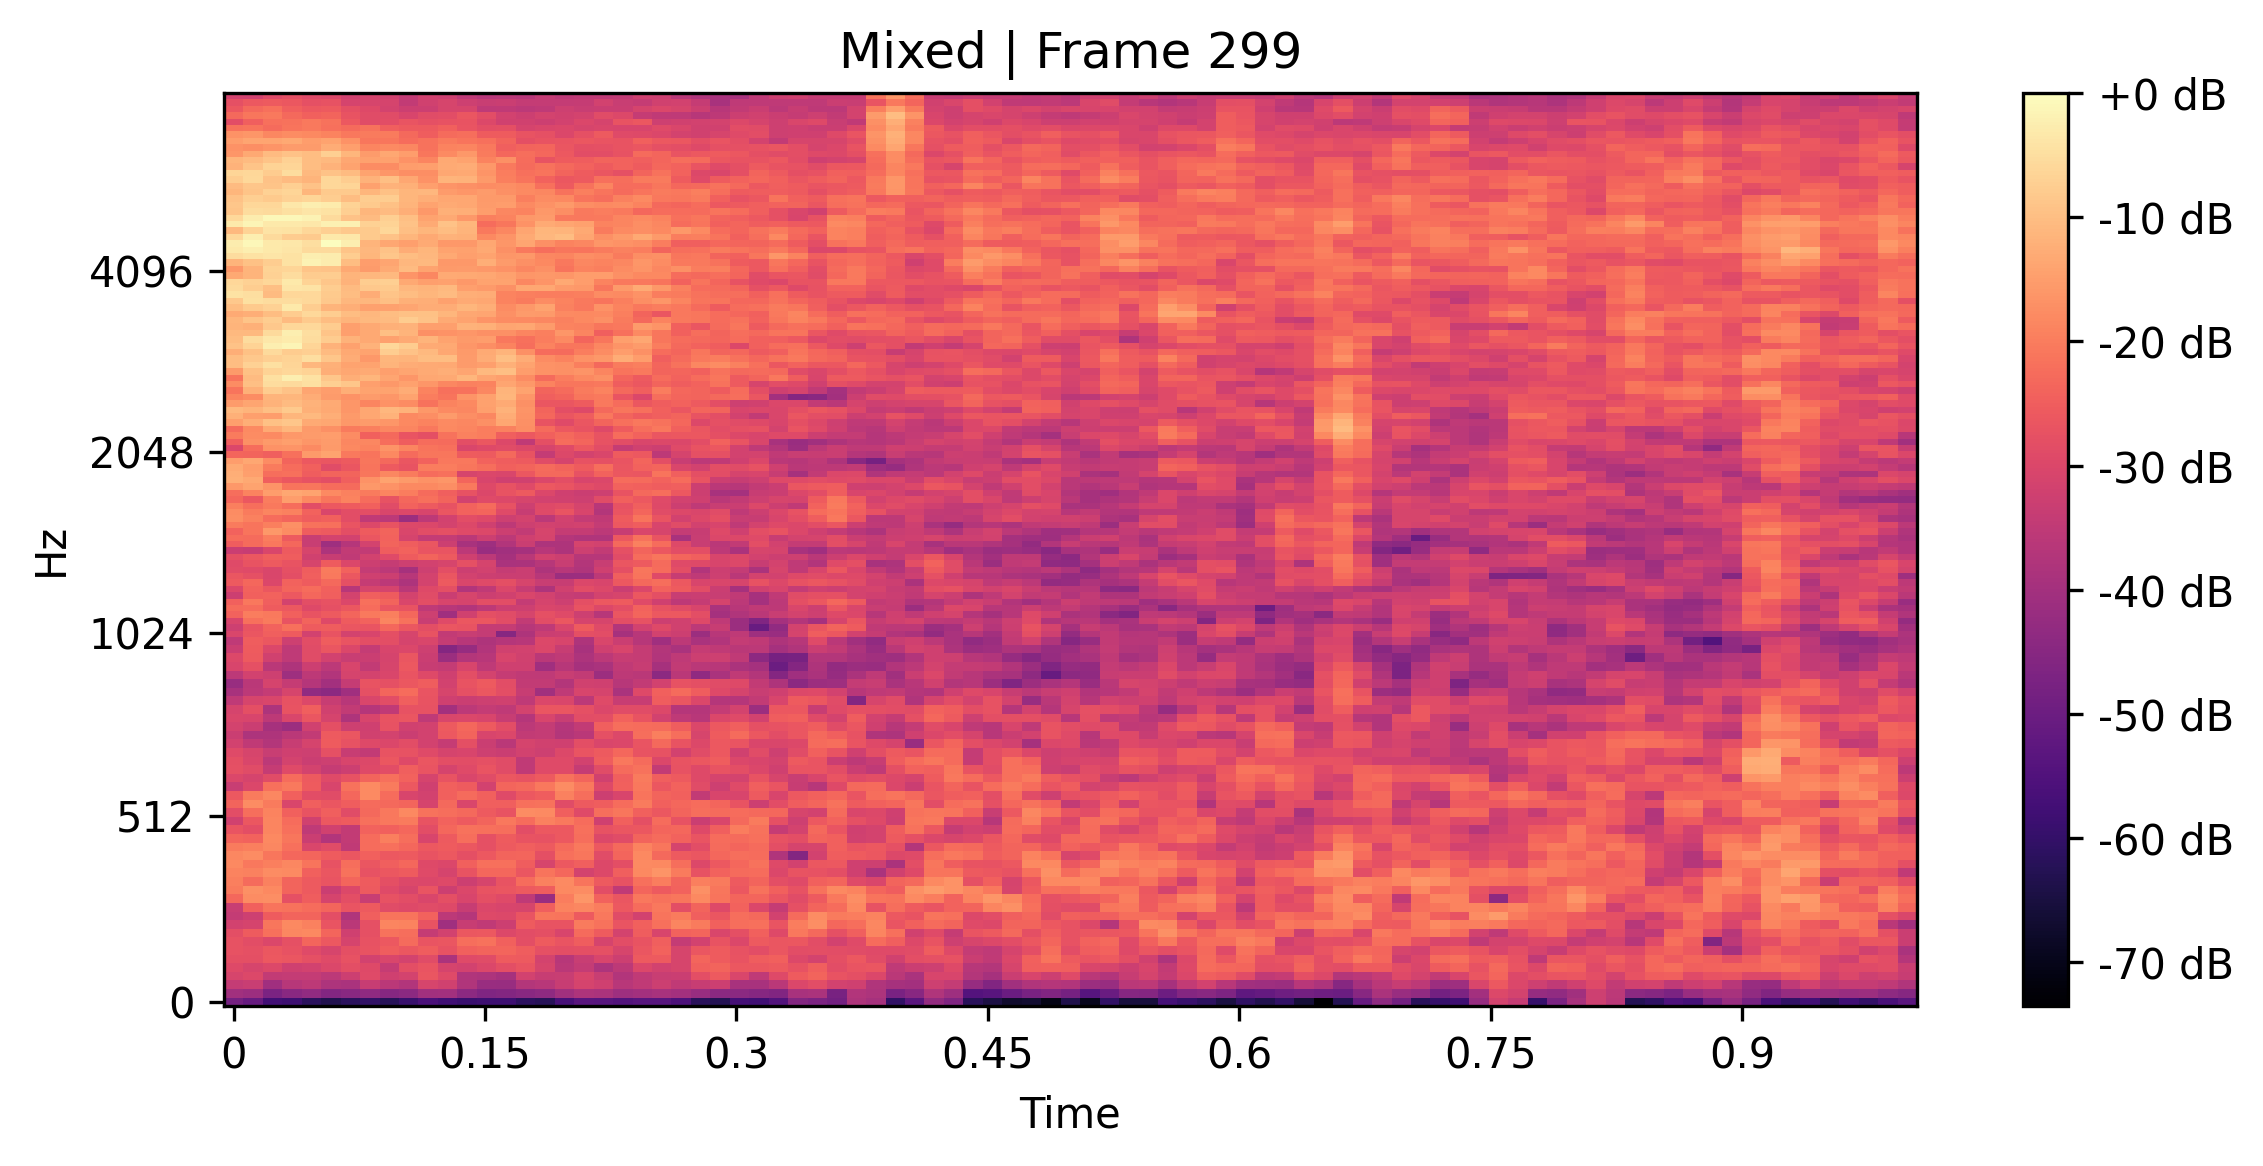 Mixed | Frame 299
+0 dB
-10 dB
-20 dB
-30 dB
-40 dB
-50 dB
-60 dB
-70 dB
4096
2048
1024
512
0
Hz
0 0.15 0.3 0.45 0.6 0.75 0.9
Time